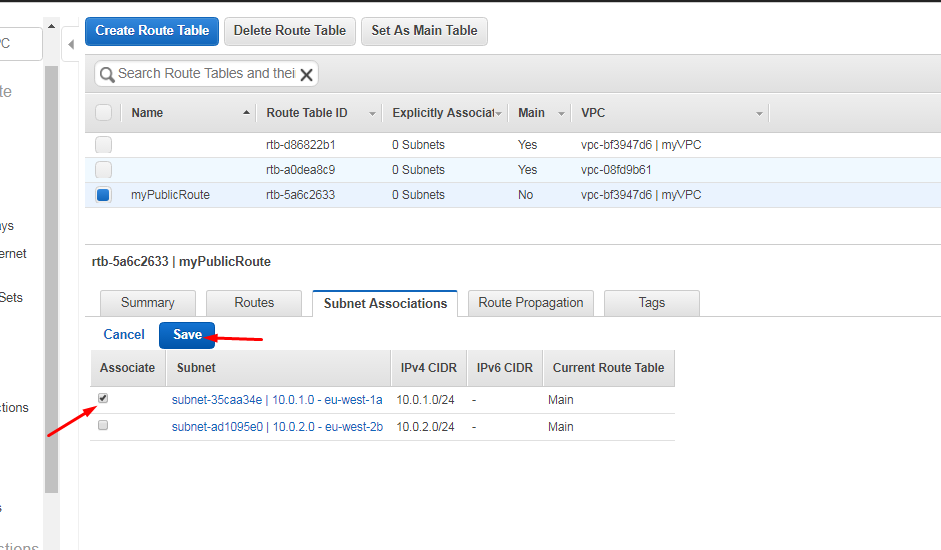 Create Route Table Delete Route Table Set As Main Table
PC
Search Route Tables and thei
te
Name Route Table ID Explicitly Associat Main VPC
rtb-d86822b1 0 Subnets Yes vpc-bf3947d6 | myVPC
rtb-a0dea8c9 0 Subnets Yes vpc-08fd9b61
myPublicRoute rtb-5a6c2633 0 Subnets No vpc-bf3947d6 | myVPC
ays
ernet
rtb-5a6c2633 | myPublicRoute
Sets
Summary Routes Subnet Associations Route Propagation Tags
Cancel Save
Associate Subnet IPv4 CIDR IPv6 CIDR Current Route Table
subnet-35caa34e | 10.0.1.0 - eu-west-1a 10.0.1.0/24 - Main
ctions
subnet-ad1095e0 | 10.0.2.0 - eu-west-2b 10.0.2.0/24 - Main
s
ections